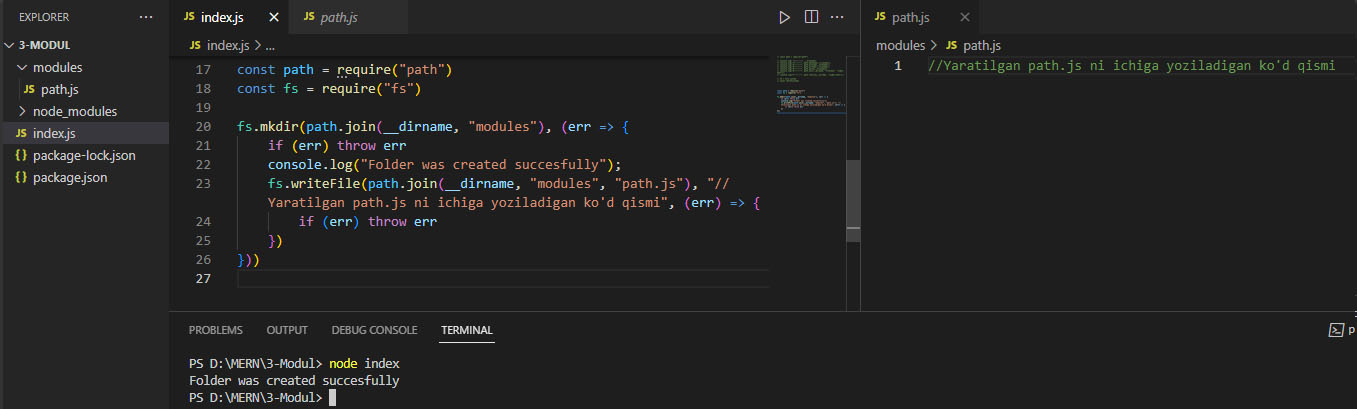 EXPLORER
3-MODUL
modules
JS path.js
node_modules
JS index.js
{} package-lock.json
{} package.json
JS index.js
JS path.js
JS index.js > ...
17 const path = require("path")
18 const fs = require("fs")
19
20 fs.mkdir(path.join(__dirname, "modules"), (err => {
21 if (err) throw err
22 console.log("Folder was created succesfully");
23 fs.writeFile(path.join(__dirname, "modules", "path.js"), "//
Yaratilgan path.js ni ichiga yoziladigan ko'd qismi", (err) => {
24 if (err) throw err
25 })
26 }))
27
JS path.js
modules > JS path.js
1 //Yaratilgan path.js ni ichiga yoziladigan ko'd qismi
PROBLEMS OUTPUT DEBUG CONSOLE TERMINAL
p
PS D:\MERN\3-Modul> node index
Folder was created succesfully
PS D:\MERN\3-Modul>